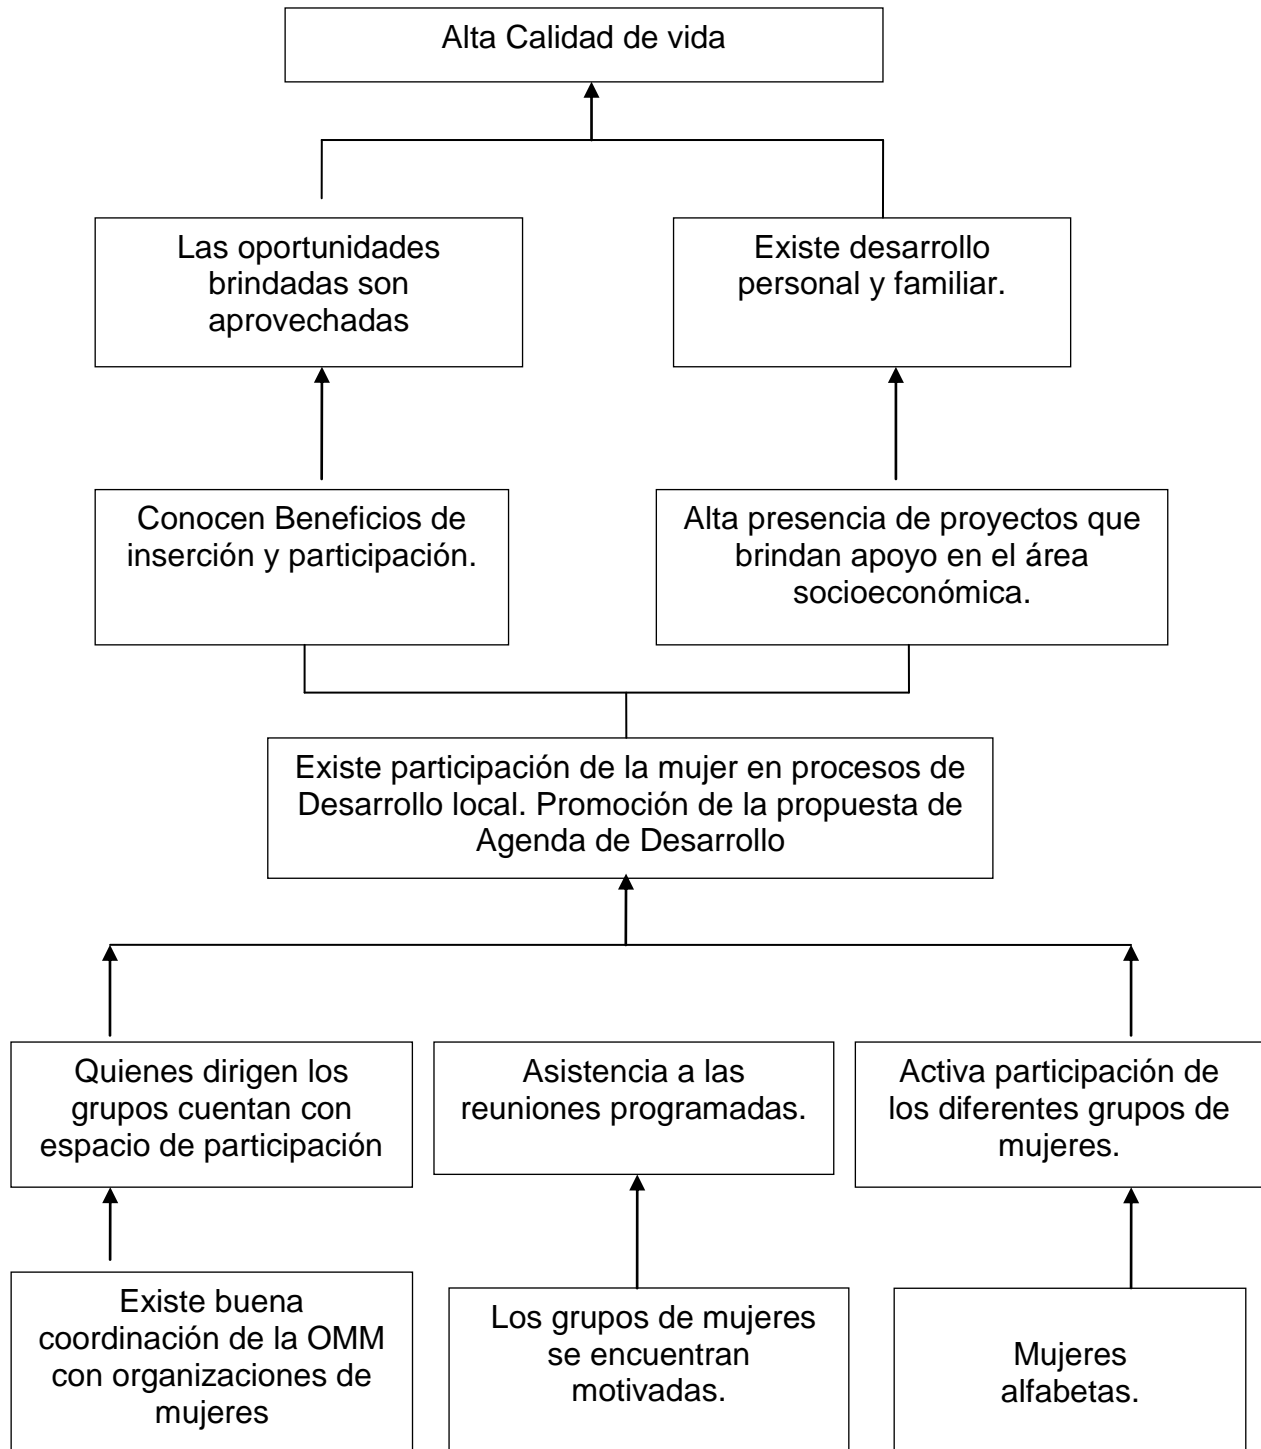 Alta Calidad de vida
Las oportunidades
brindadas son
aprovechadas
Existe desarrollo
personal y familiar.
Conocen Beneficios de
inserción y participación.
Alta presencia de proyectos que
brindan apoyo en el área
socioeconómica.
Existe participación de la mujer en procesos de
Desarrollo local. Promoción de la propuesta de
Agenda de Desarrollo
Quienes dirigen los
grupos cuentan con
espacio de participación
Asistencia a las
reuniones programadas.
Activa participación de
los diferentes grupos de
mujeres.
Existe buena
coordinación de la OMM
con organizaciones de
mujeres
Los grupos de mujeres
se encuentran
motivadas.
Mujeres
alfabetas.